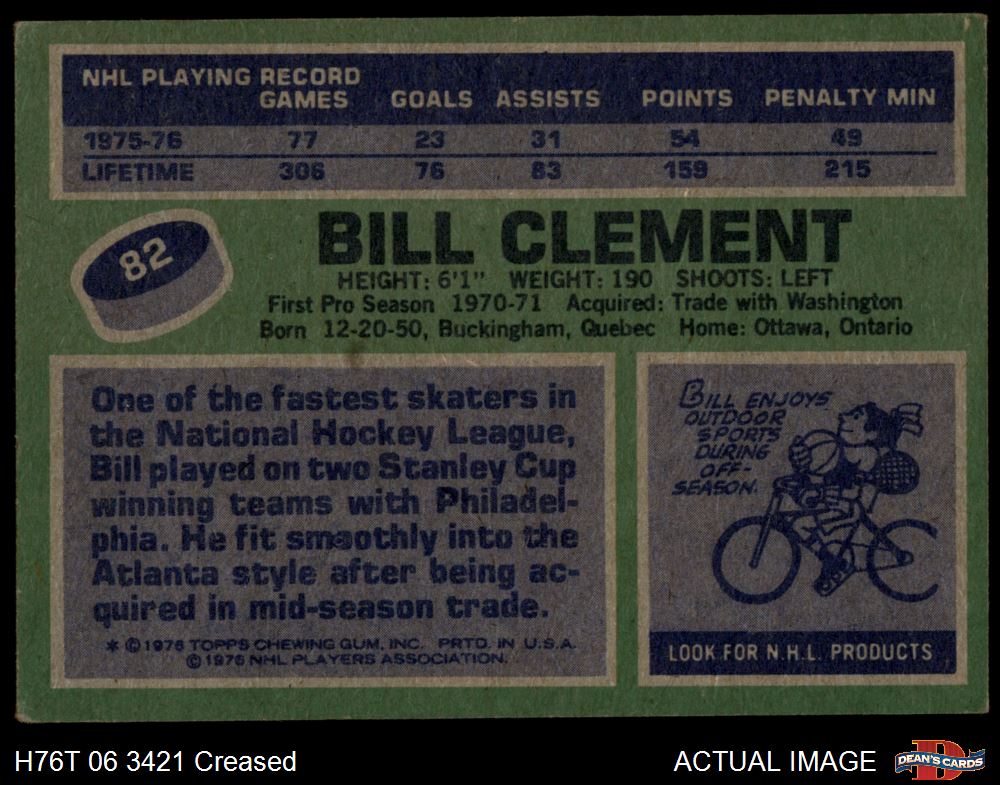 NHL PLAYING RECORD
GAMES GOALS ASSISTS POINTS PENALTY MIN
1975-76 77 23 31 54 49
LIFETIME 306 76 83 159 215
82
BILL CLEMENT
HEIGHT: 6'1" WEIGHT: 190 SHOOTS: LEFT
First Pro Season 1970-71 Acquired: Trade with Washington
Born 12-20-50, Buckingham, Quebec Home: Ottawa, Ontario
One of the fastest skaters in
the National Hockey League,
Bill played on two Stanley Cup
winning teams with Philadel-
phia. He fit smoothly into the
Atlanta style after being ac-
quired in mid-season trade.
* © 1976 TOPPS CHEWING GUM, INC. PRTD. IN U.S.A.
© 1976 NHL PLAYERS ASSOCIATION.
BILL ENJOYS
OUTDOOR
SPORTS
DURING
OFF-
SEASON.
LOOK FOR N.H.L. PRODUCTS
H76T 06 3421 Creased
ACTUAL IMAGE
D
DEAN'S CARDS